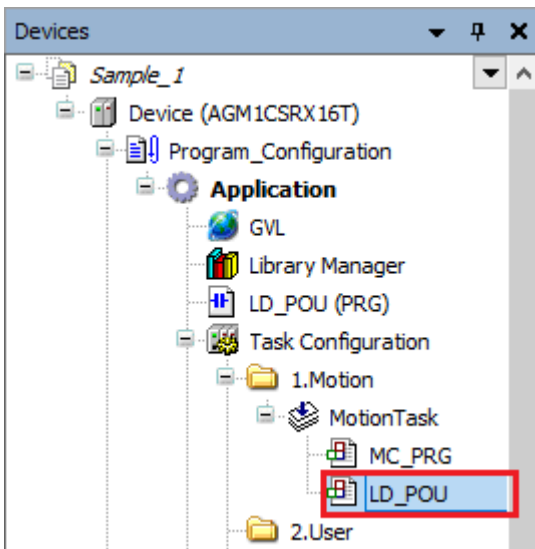 Devices
Sample_1
Device (AGM1CSRX16T)
Program_Configuration
Application
GVL
Library Manager
LD_POU (PRG)
Task Configuration
1.Motion
MotionTask
MC_PRG
LD_POU
2.User